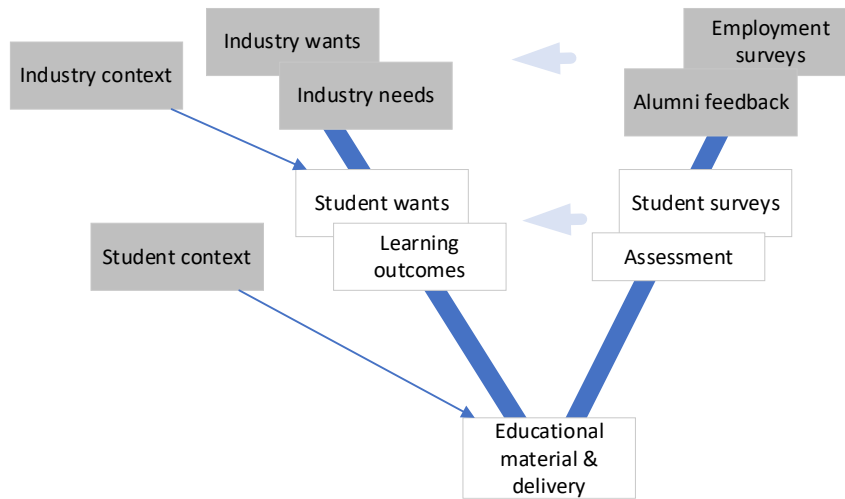 Industry wants
Employment
surveys
Industry context
Industry needs
Alumni feedback
Student wants
Student surveys
Student context
Learning
outcomes
Assessment
Educational
material &
delivery